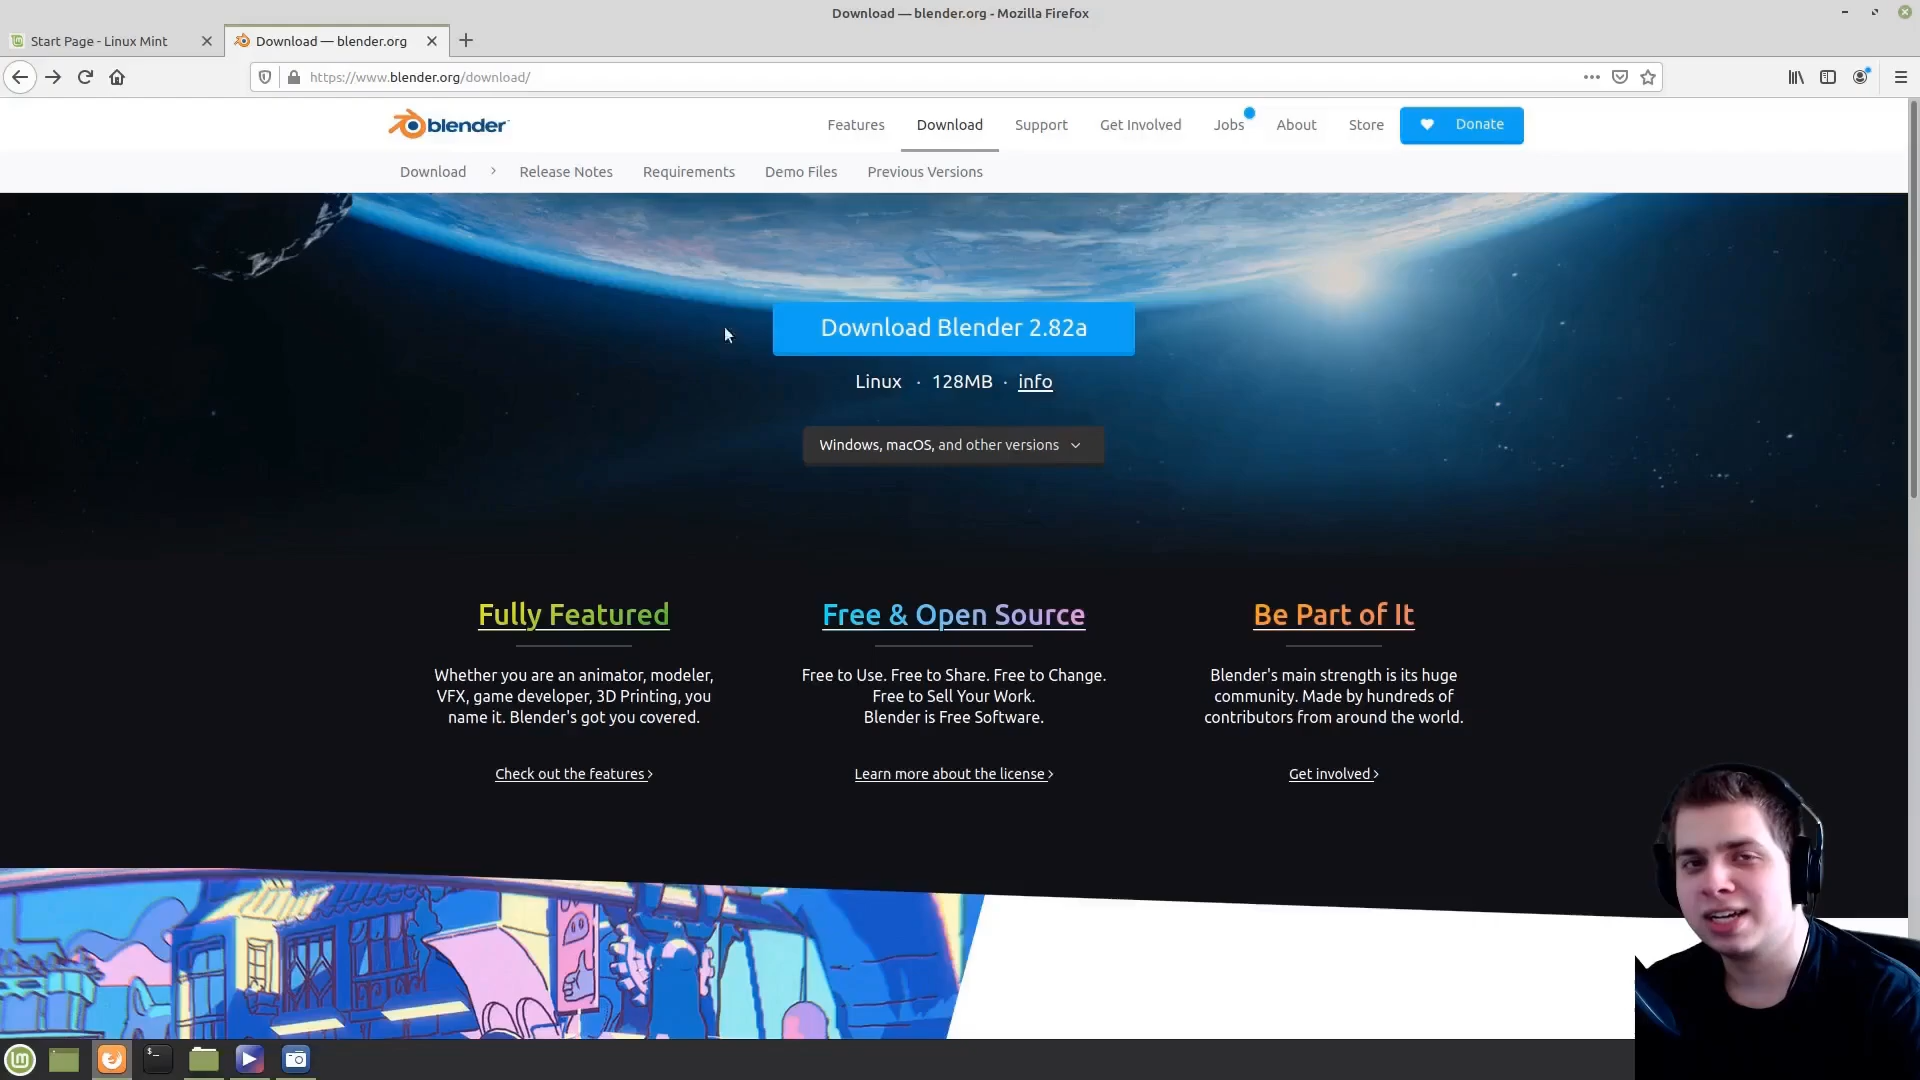 Download — blender.org - Mozilla Firefox
Start Page - Linux Mint
Download — blender.org
https://www.blender.org/download/
blender
Features
Download
Support
Get Involved
Jobs
About
Store
Donate
Download
Release Notes
Requirements
Demo Files
Previous Versions
Download Blender 2.82a
Linux · 128MB · info
Windows, macOS, and other versions
Fully Featured
Whether you are an animator, modeler,
VFX, game developer, 3D Printing, you
name it. Blender's got you covered.
Check out the features
Free & Open Source
Free to Use. Free to Share. Free to Change.
Free to Sell Your Work.
Blender is Free Software.
Learn more about the license
Be Part of It
Blender's main strength is its huge
community. Made by hundreds of
contributors from around the world.
Get involved